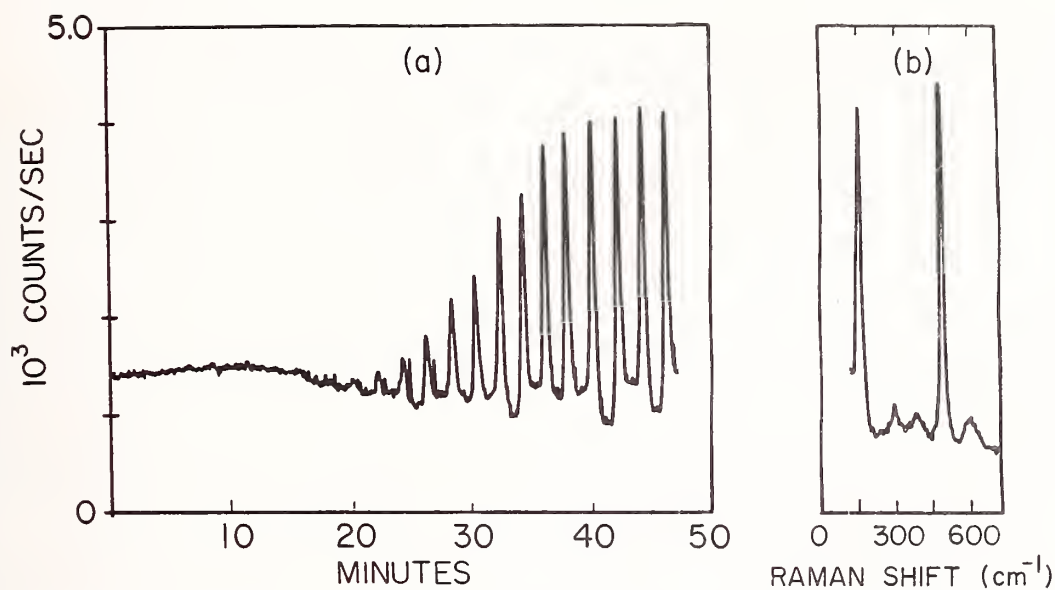 5.0
(a)
(b)
10³ COUNTS/SEC
0
10 20 30 40 50
MINUTES
0 300 600
RAMAN SHIFT (cm⁻¹)